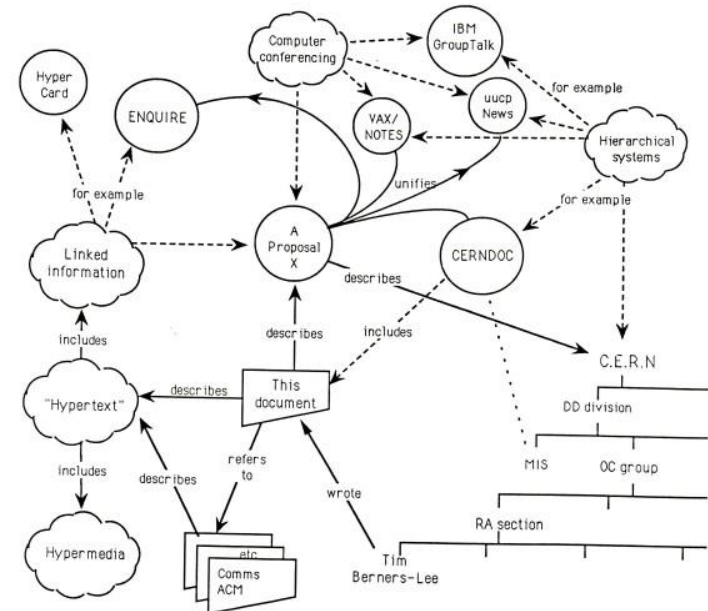 IBM
GroupTalk
Computer
conferencing
Hyper
Card
ENQUIRE
VAX/
NOTES
uucp
News
for example
Hierarchical
systems
for example
unifies
for example
Linked
information
A
Proposal
X
CERNDOC
describes
includes
describes
includes
C.E.R.N
DD division
"Hypertext"
describes
This
document
MIS
OC group
includes
describes
refers
to
wrote
RA section
Hypermedia
etc
Comms
ACM
Tim
Berners-Lee